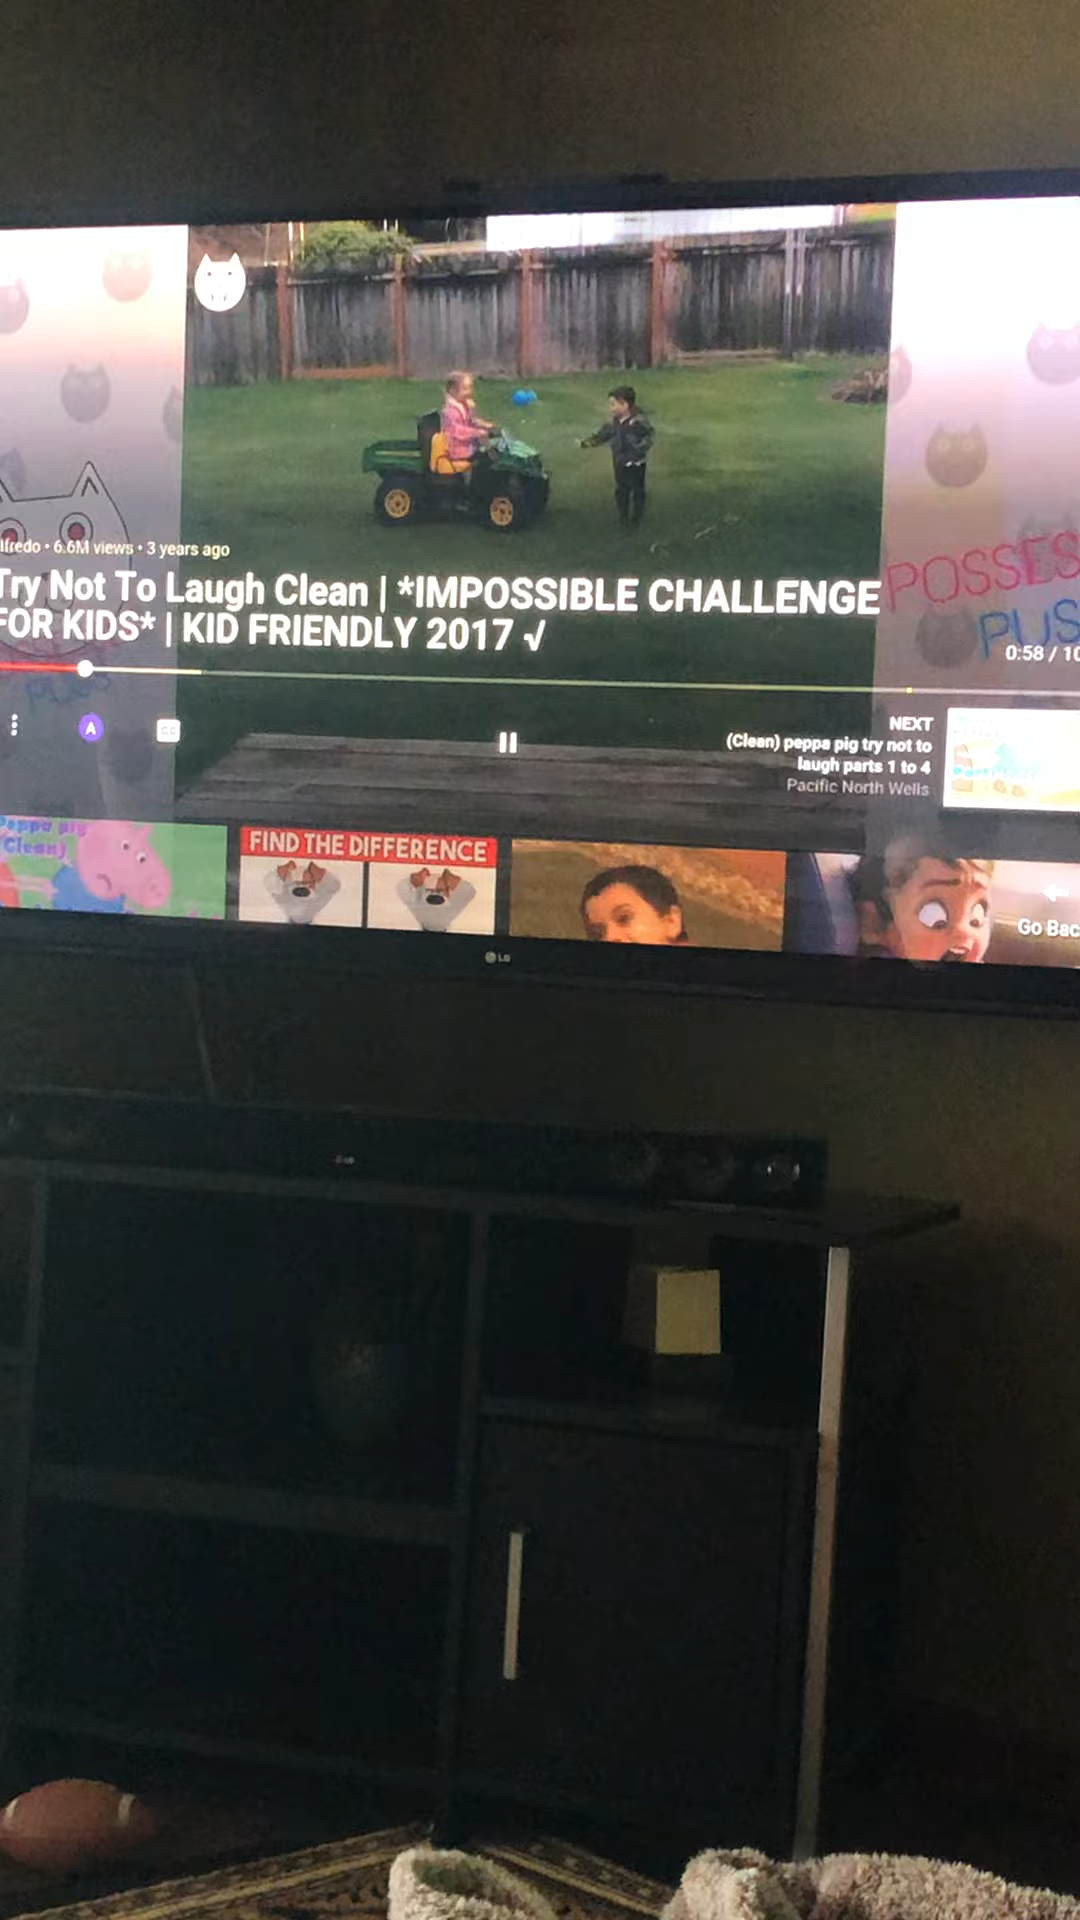 lfredo • 6.6M views • 3 years ago
Try Not To Laugh Clean | *IMPOSSIBLE CHALLENGE
FOR KIDS* | KID FRIENDLY 2017 √
POSSES
PUS
0:58 / 10
A
CC
NEXT
(Clean) peppa pig try not to
laugh parts 1 to 4
Pacific North Wells
Peppa pig
Clean)
FIND THE DIFFERENCE
Go Bac
LG